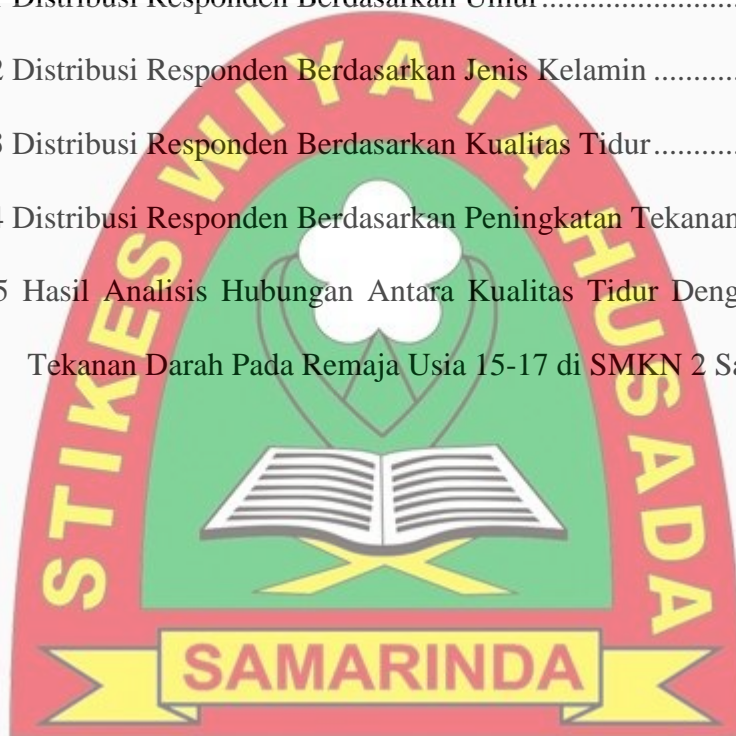 1 Distribusi Responden Berdasarkan Umur........................
2 Distribusi Responden Berdasarkan Jenis Kelamin ............
3 Distribusi Responden Berdasarkan Kualitas Tidur............
4 Distribusi Responden Berdasarkan Peningkatan Tekanan
5 Hasil Analisis Hubungan Antara Kualitas Tidur
Tekanan Darah Pada Remaja Usia 15-17 di SMKN 2
STIKES WIYATA HUSADA
SAMARINDA